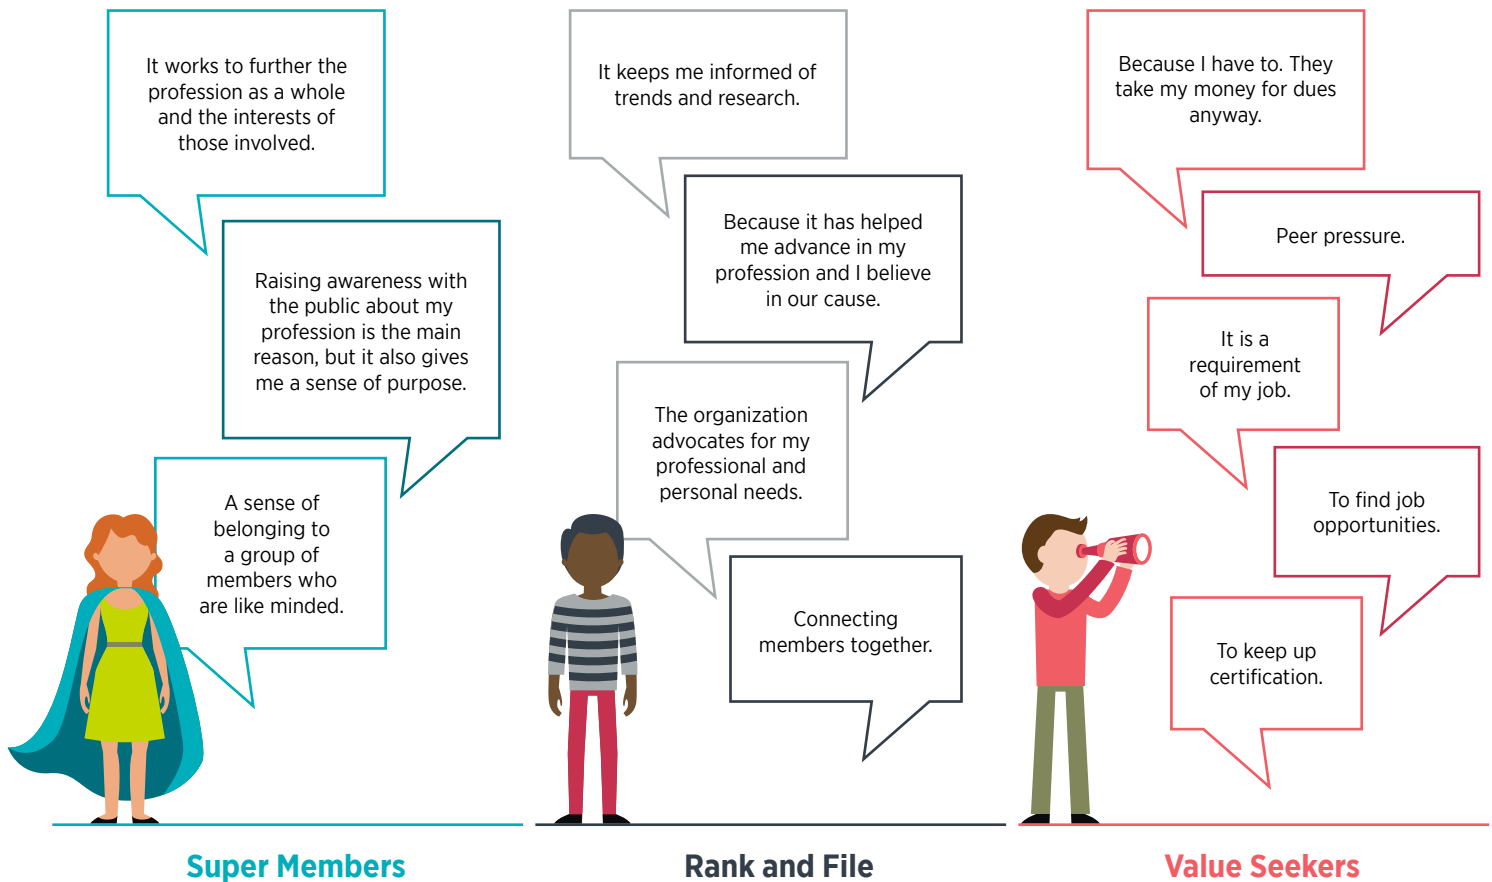 It works to further the
profession as a whole
and the interests of
those involved.
Raising awareness with
the public about my
profession is the main
reason, but it also gives
me a sense of purpose.
A sense of
belonging to
a group of
members who
are like minded.
Super Members
It keeps me informed of
trends and research.
Because it has helped
me advance in my
profession and I believe
in our cause.
The organization
advocates for my
professional and
personal needs.
Connecting
members together.
Rank and File
Because I have to. They
take my money for dues
anyway.
Peer pressure.
It is a
requirement
of my job.
To find job
opportunities.
To keep up
certification.
Value Seekers